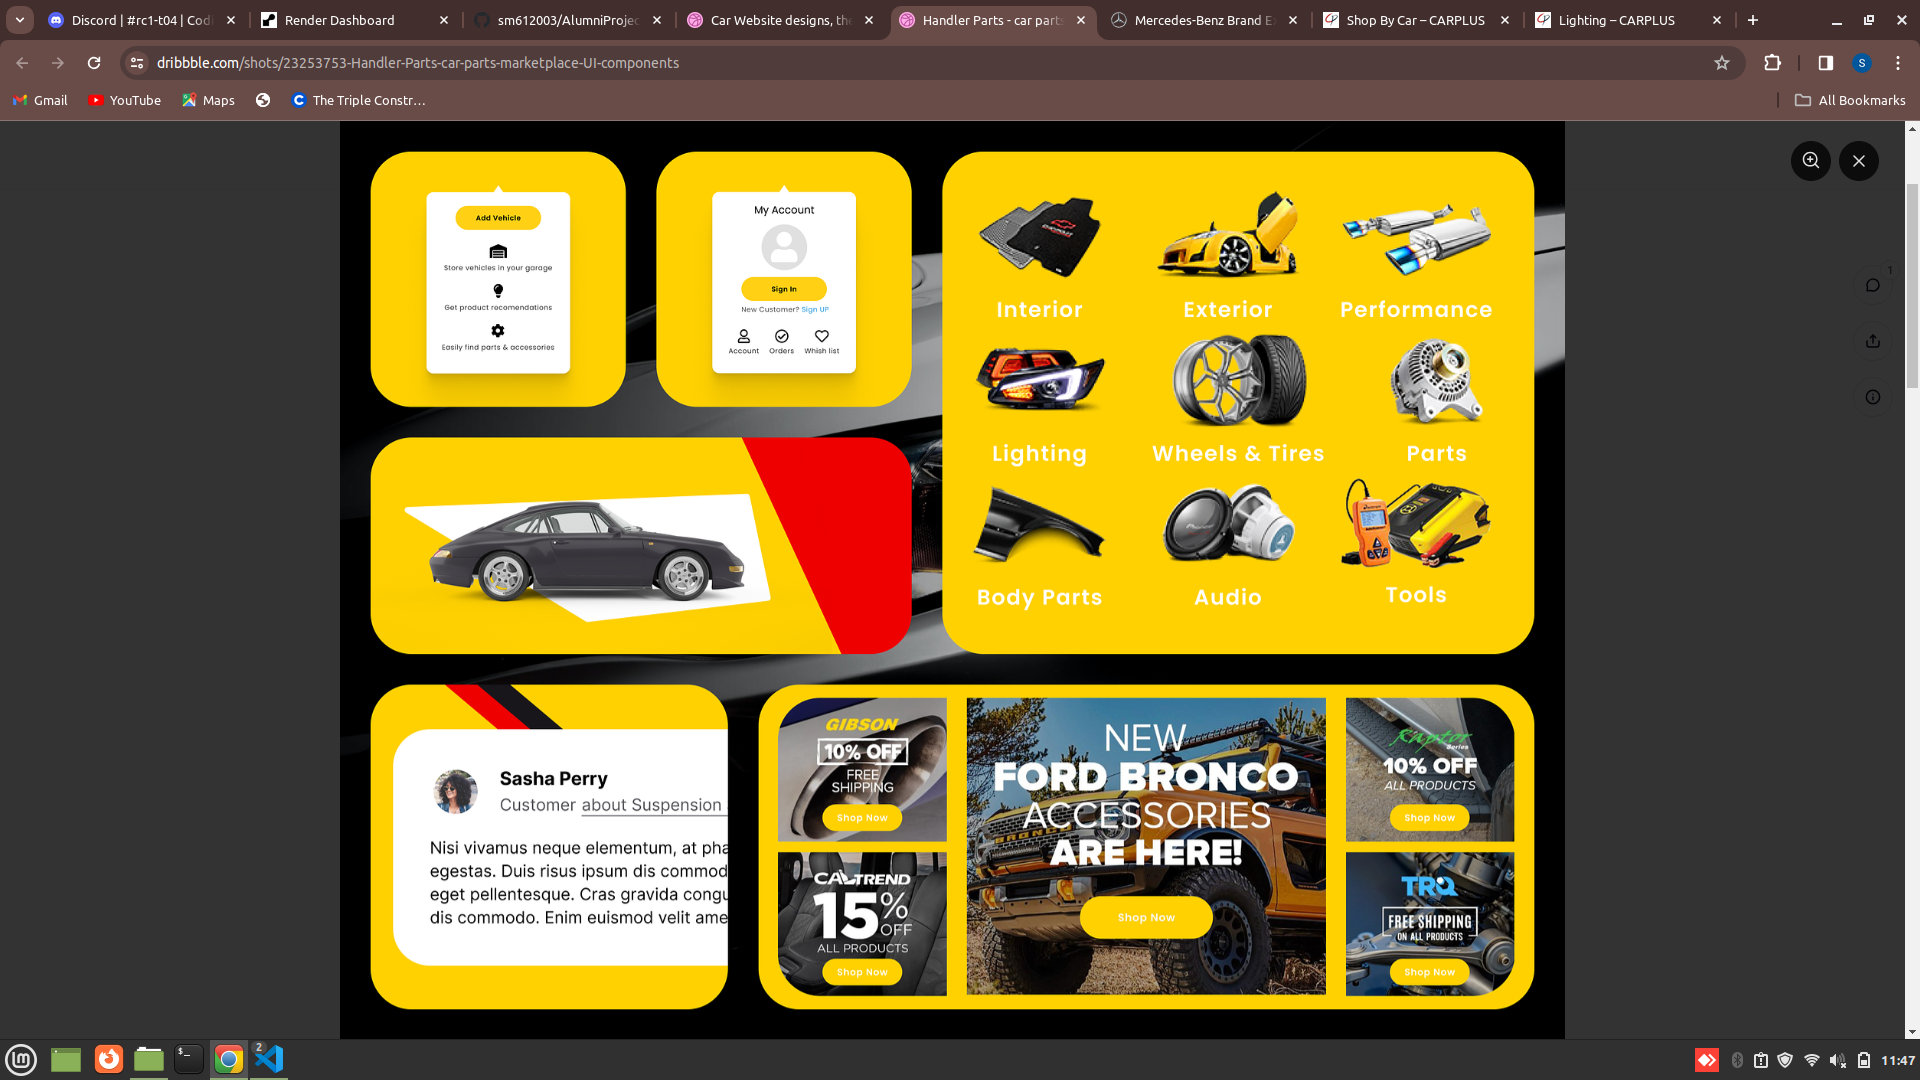 Discord | #rc1-t04 | Codi
Render Dashboard
sm612003/AlumniProjec
Car Website designs, the
Handler Parts - car parts
Mercedes-Benz Brand E
Shop By Car – CARPLUS
Lighting – CARPLUS
dribbble.com/shots/23253753-Handler-Parts-car-parts-marketplace-UI-components
S
Gmail
YouTube
Maps
The Triple Constr...
All Bookmarks
Add Vehicle
Store vehicles in your garage
Get product recomendations
Easily find parts & accessories
My Account
Sign In
New Customer? Sign UP
Account
Orders
Whish list
Interior
Exterior
Performance
Lighting
Wheels & Tires
Parts
Body Parts
Audio
Tools
1
Sasha Perry
Customer about Suspension
Nisi vivamus neque elementum, at pha
egestas. Duis risus ipsum dis commod
eget pellentesque. Cras gravida congu
dis commodo. Enim euismod velit ame
GIBSON
10% OFF
FREE
SHIPPING
Shop Now
CALTREND
15%
OFF
ALL PRODUCTS
Shop Now
NEW
FORD BRONCO
ACCESSORIES
ARE HERE!
BRONCO
Shop Now
Raptor
Series
10% OFF
ALL PRODUCTS
Shop Now
TRQ
FREE SHIPPING
ON ALL PRODUCTS
Shop Now
2
11:47